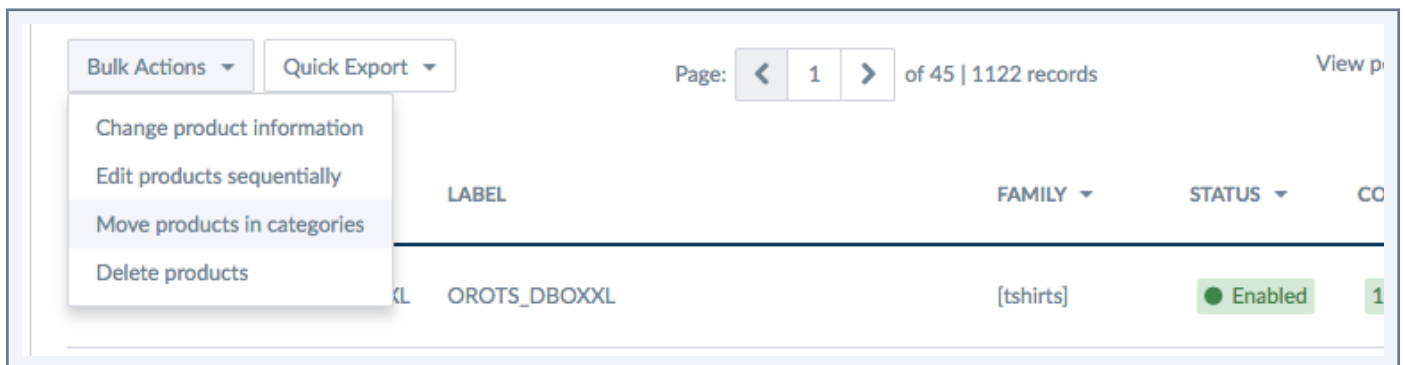 Bulk Actions Quick Export Page: 1 of 45 | 1122 records View
Change product information
Edit products sequentially
LABEL FAMILY STATUS
Move products in categories
Delete products
OROTS_DBOXXL [tshirts] Enabled